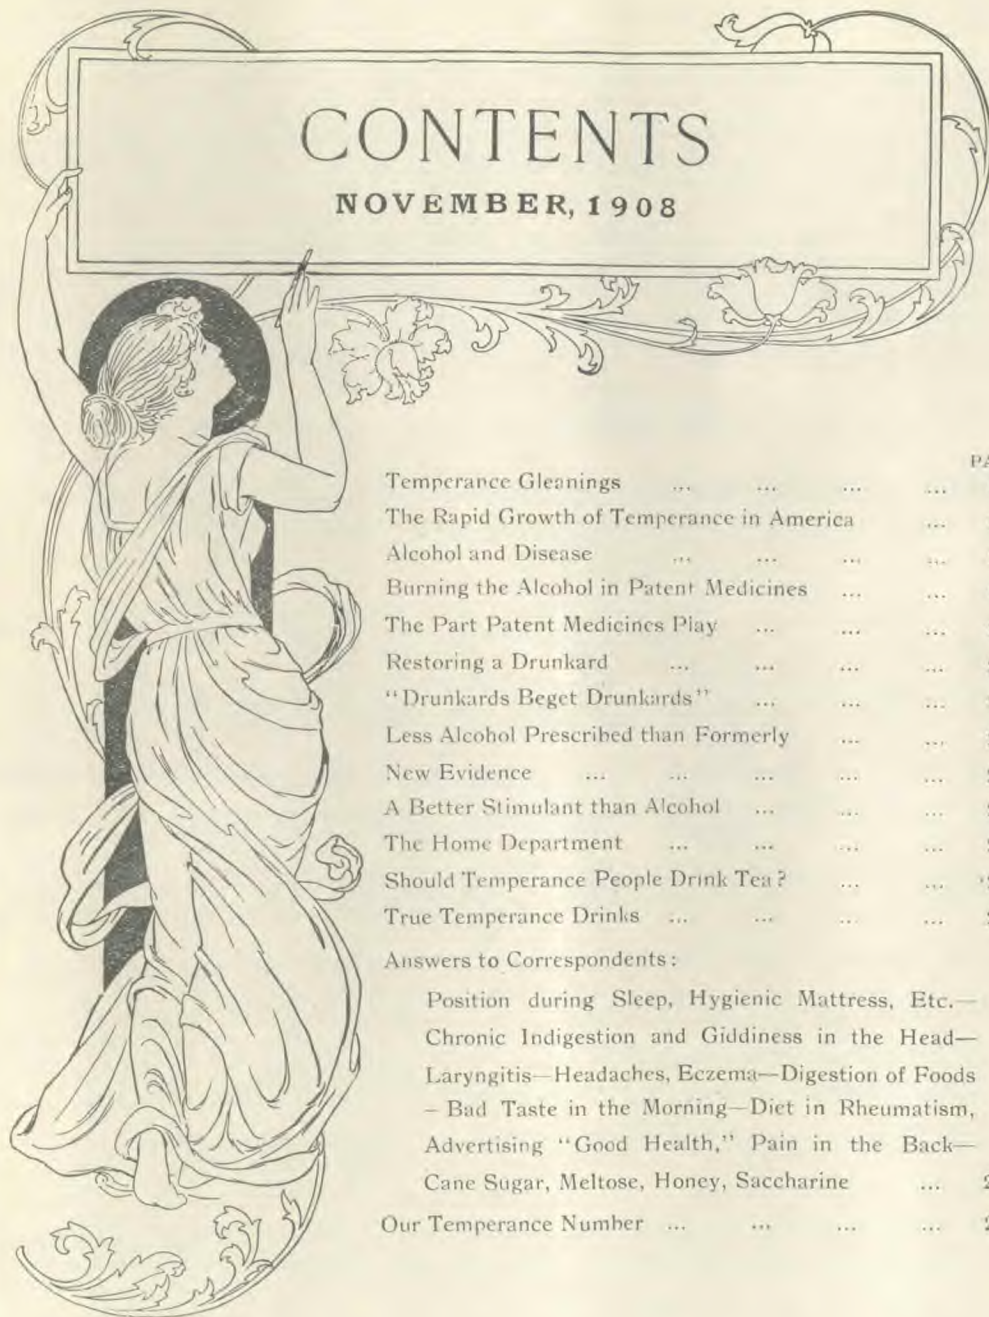 CONTENTS
NOVEMBER, 1908
PA
Temperance Gleanings ... ... ... ...
The Rapid Growth of Temperance in America ...
Alcohol and Disease ... ... ... ...
Burning the Alcohol in Patent Medicines ... ...
The Part Patent Medicines Play ... ... ...
Restoring a Drunkard ... ... ... ...
"Drunkards Beget Drunkards" ... ... ...
Less Alcohol Prescribed than Formerly ... ...
New Evidence ... ... ... ... ...
A Better Stimulant than Alcohol ... ... ...
The Home Department ... ... ... ...
Should Temperance People Drink Tea? ... ...
True Temperance Drinks ... ... ... ...
Answers to Correspondents:
Position during Sleep, Hygienic Mattress, Etc.—
Chronic Indigestion and Giddiness in the Head—
Laryngitis—Headaches, Eczema—Digestion of Foods
– Bad Taste in the Morning—Diet in Rheumatism,
Advertising "Good Health," Pain in the Back—
Cane Sugar, Meltose, Honey, Saccharine ... 2
Our Temperance Number ... ... ... ... 2